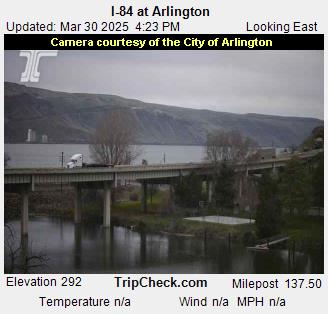 I-84 at Arlington
Updated: Mar 30 2025 4:23 PM Looking East
Camera courtesy of the City of Arlington
Elevation 292 TripCheck.com Milepost 137.50
Temperature n/a Wind n/a MPH n/a